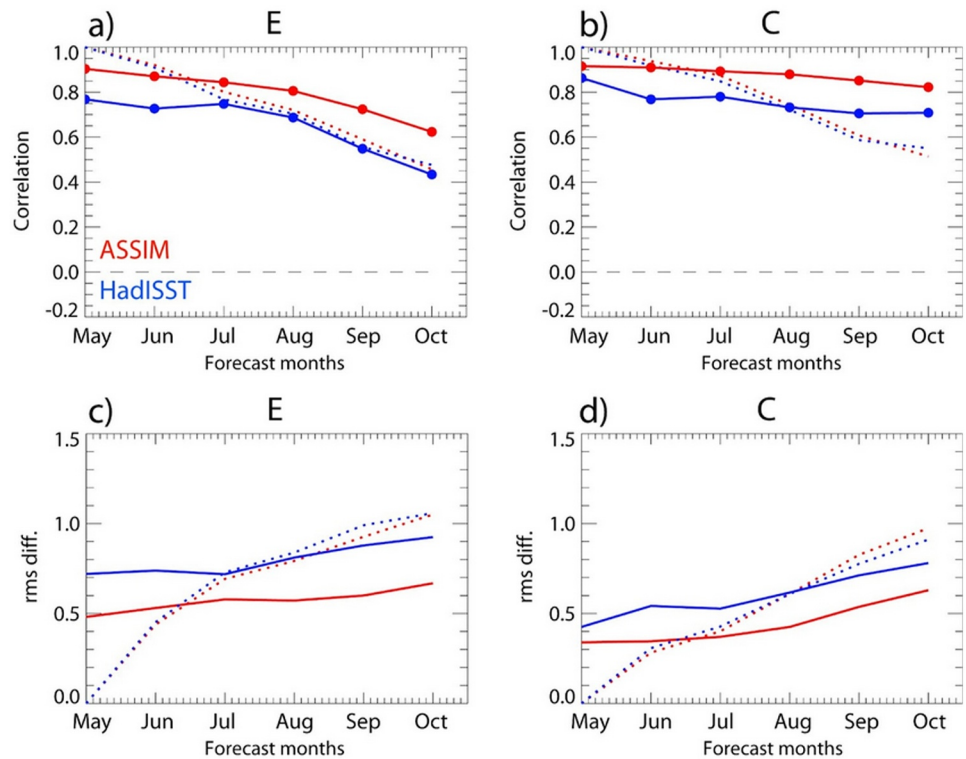 a) E
1.0
0.8
0.6
0.4
0.2
0.0
-0.2
Correlation
ASSIM
HadISST
May Jun Jul Aug Sep Oct
Forecast months
b) C
1.0
0.8
0.6
0.4
0.2
0.0
-0.2
Correlation
May Jun Jul Aug Sep Oct
Forecast months
c) E
1.5
1.0
0.5
0.0
rms diff.
May Jun Jul Aug Sep Oct
Forecast months
d) C
1.5
1.0
0.5
0.0
rms diff.
May Jun Jul Aug Sep Oct
Forecast months